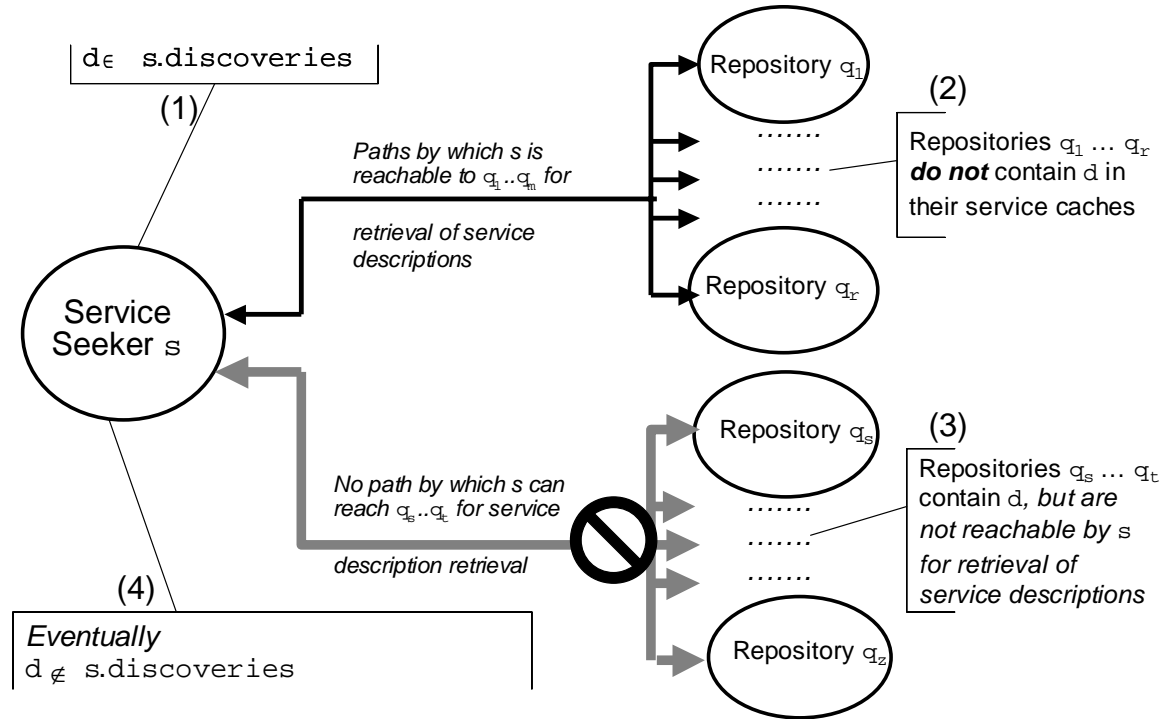 d∈ s.discoveries
(1)
Repository q₁
(2)
.......
.......
.......
Repositories q₁ ... qᵣ
do not contain d in
their service caches
Paths by which s is
reachable to q₁..qₘ for
retrieval of service
descriptions
Repository qᵣ
Service
Seeker s
Repository qₛ
(3)
.......
.......
.......
Repositories qₛ ... qₜ
contain d, but are
not reachable by s
for retrieval of
service descriptions
No path by which s can
reach qₛ..qₜ for service
description retrieval
(4)
Eventually
d ∉ s.discoveries
Repository q_z